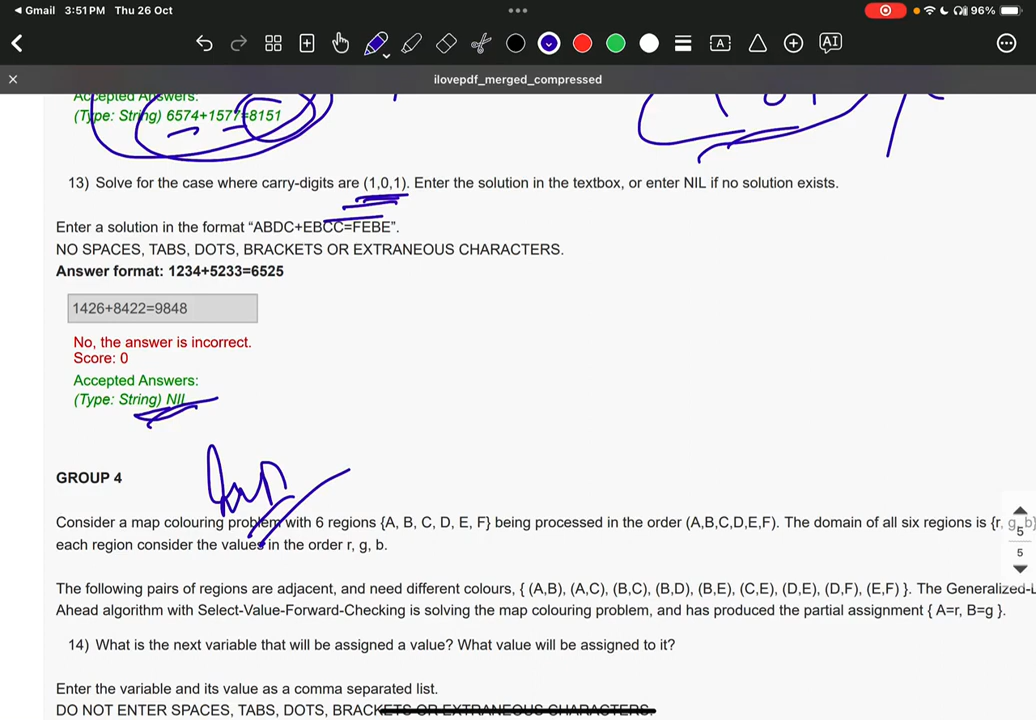 Gmail 3:51 PM Thu 26 Oct 96%
A AI
ilovepdf_merged_compressed
Accepted Answers:
(Type: String) 6574+1577=8151
13) Solve for the case where carry-digits are (1,0,1). Enter the solution in the textbox, or enter NIL if no solution exists.
Enter a solution in the format “ABDC+EBCC=FEBE”.
NO SPACES, TABS, DOTS, BRACKETS OR EXTRANEOUS CHARACTERS.
Answer format: 1234+5233=6525
1426+8422=9848
No, the answer is incorrect.
Score: 0
Accepted Answers:
(Type: String) NIL
GROUP 4
Consider a map colouring problem with 6 regions {A, B, C, D, E, F} being processed in the order (A,B,C,D,E,F). The domain of all six regions is {r, g, b}
each region consider the values in the order r, g, b.
5
5
The following pairs of regions are adjacent, and need different colours, { (A,B), (A,C), (B,C), (B,D), (B,E), (C,E), (D,E), (D,F), (E,F) }. The Generalized-L
Ahead algorithm with Select-Value-Forward-Checking is solving the map colouring problem, and has produced the partial assignment { A=r, B=g }.
14) What is the next variable that will be assigned a value? What value will be assigned to it?
Enter the variable and its value as a comma separated list.
DO NOT ENTER SPACES, TABS, DOTS, BRACKETS OR EXTRANEOUS CHARACTERS.